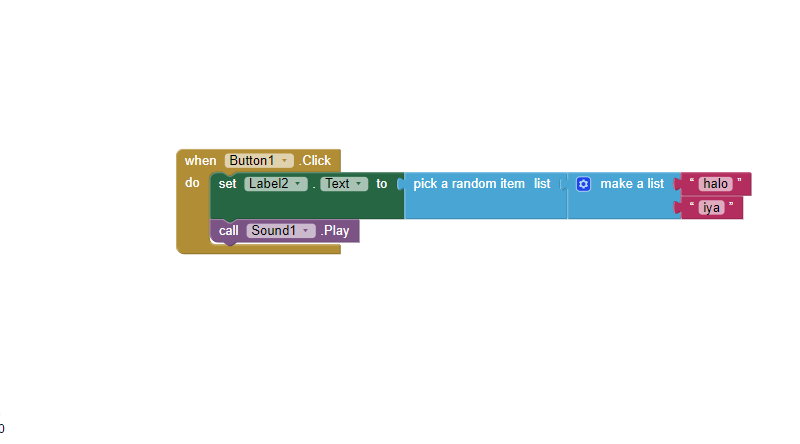 when Button1 .Click
do set Label2 . Text to pick a random item list make a list “ halo ”
“ iya ”
call Sound1 .Play
0